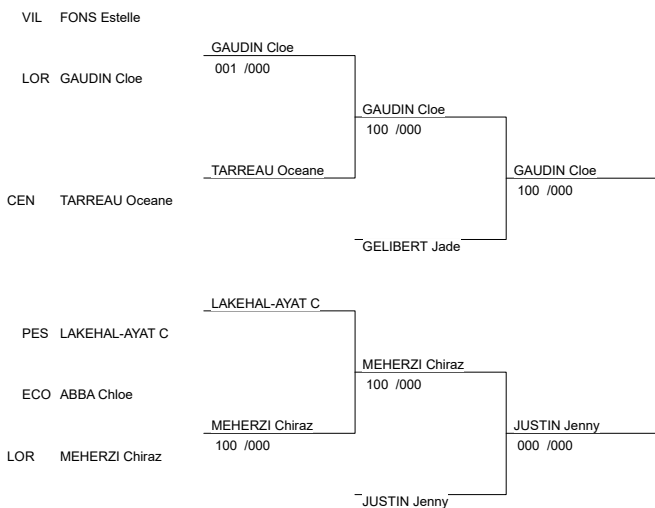 VIL FONS Estelle
GAUDIN Cloe
LOR GAUDIN Cloe
001 /000
GAUDIN Cloe
100 /000
TARREAU Oceane
GAUDIN Cloe
100 /000
CEN TARREAU Oceane
GELIBERT Jade
LAKEHAL-AYAT C
PES LAKEHAL-AYAT C
MEHERZI Chiraz
100 /000
ECO ABBA Chloe
MEHERZI Chiraz
100 /000
JUSTIN Jenny
000 /000
LOR MEHERZI Chiraz
JUSTIN Jenny